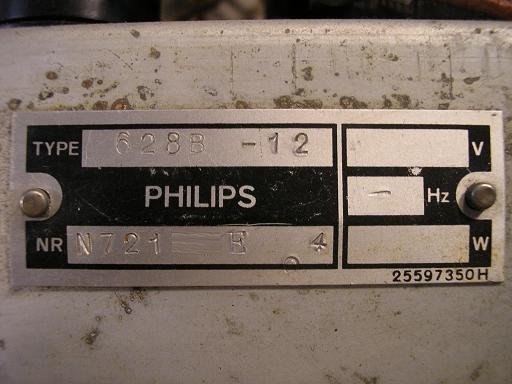 TYPE 628B -12 V
PHILIPS - Hz
NR N721 E 4 W
25597350H